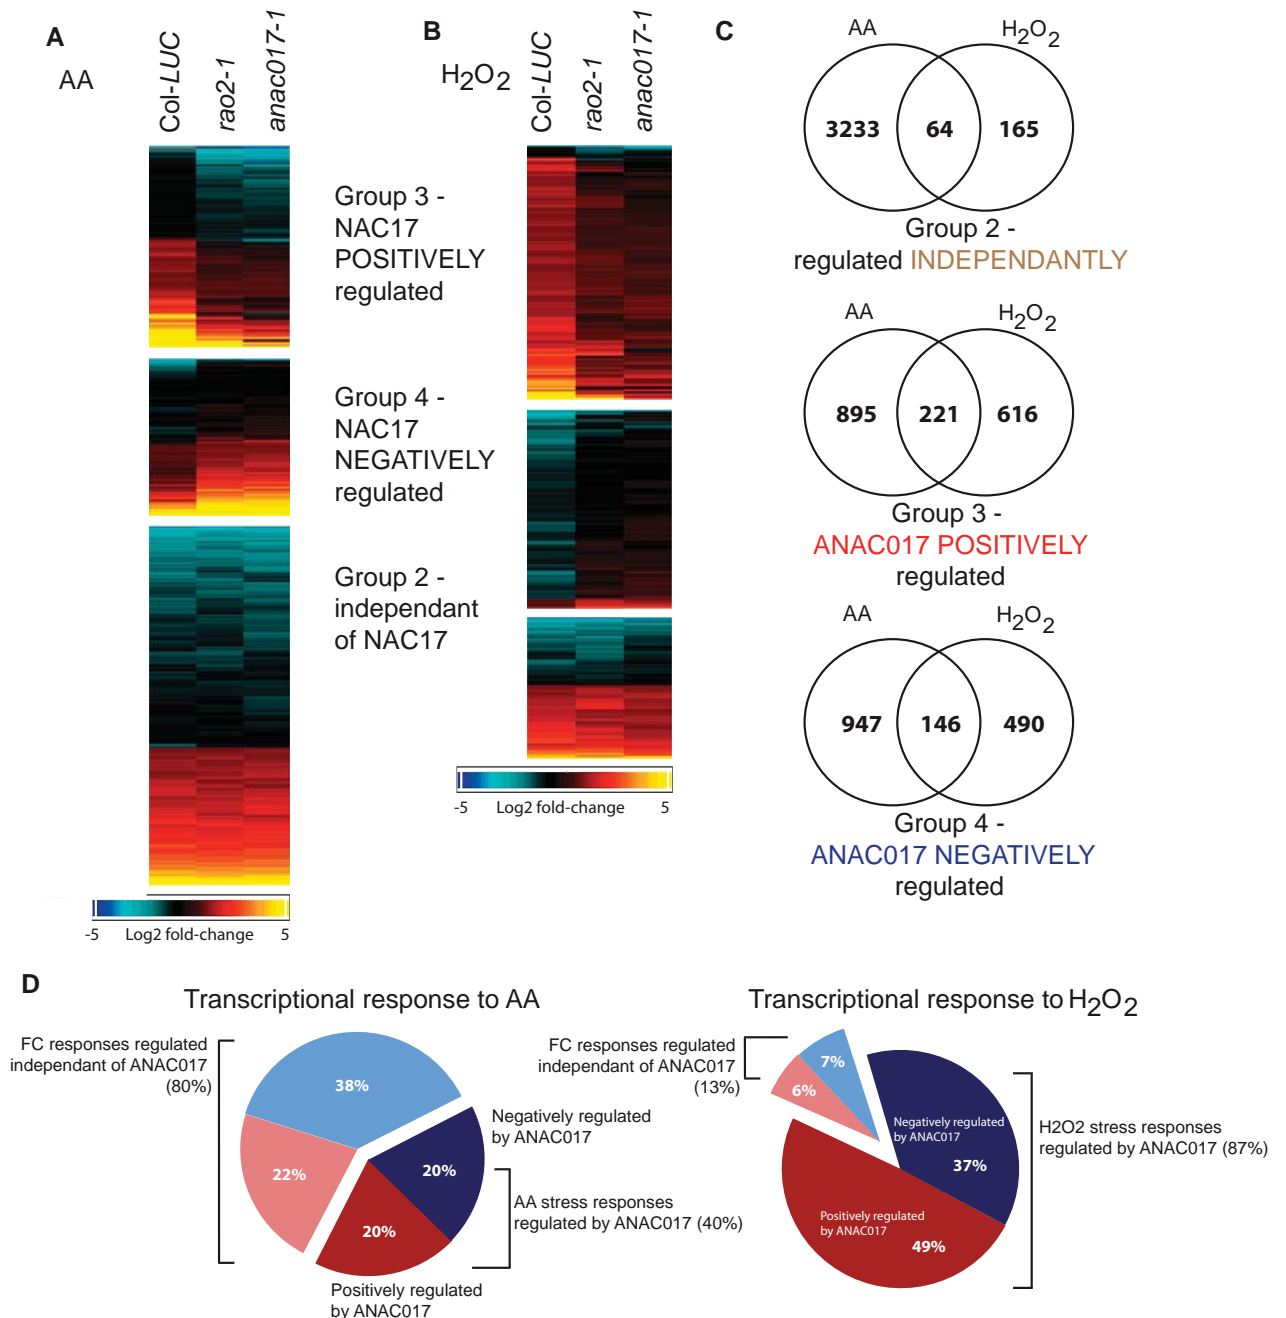 A
AA
Col-LUC
rao2-1
anac017-1
Group 3 -
NAC17
POSITIVELY
regulated
Group 4 -
NAC17
NEGATIVELY
regulated
Group 2 -
independant
of NAC17
-5
Log2 fold-change
5
B
H2O2
Col-LUC
rao2-1
anac017-1
-5
Log2 fold-change
5
C
AA
H2O2
3233
64
165
Group 2 -
regulated INDEPENDANTLY
AA
H2O2
895
221
616
Group 3 -
ANAC017 POSITIVELY
regulated
AA
H2O2
947
146
490
Group 4 -
ANAC017 NEGATIVELY
regulated
D
Transcriptional response to AA
FC responses regulated
independant of ANAC017
(80%)
38%
22%
20%
20%
Negatively regulated
by ANAC017
AA stress responses
regulated by ANAC017 (40%)
Positively regulated
by ANAC017
Transcriptional response to H2O2
FC responses regulated
independant of ANAC017
(13%)
7%
6%
Negatively regulated
by ANAC017
37%
Positively regulated
by ANAC017
49%
H2O2 stress responses
regulated by ANAC017 (87%)